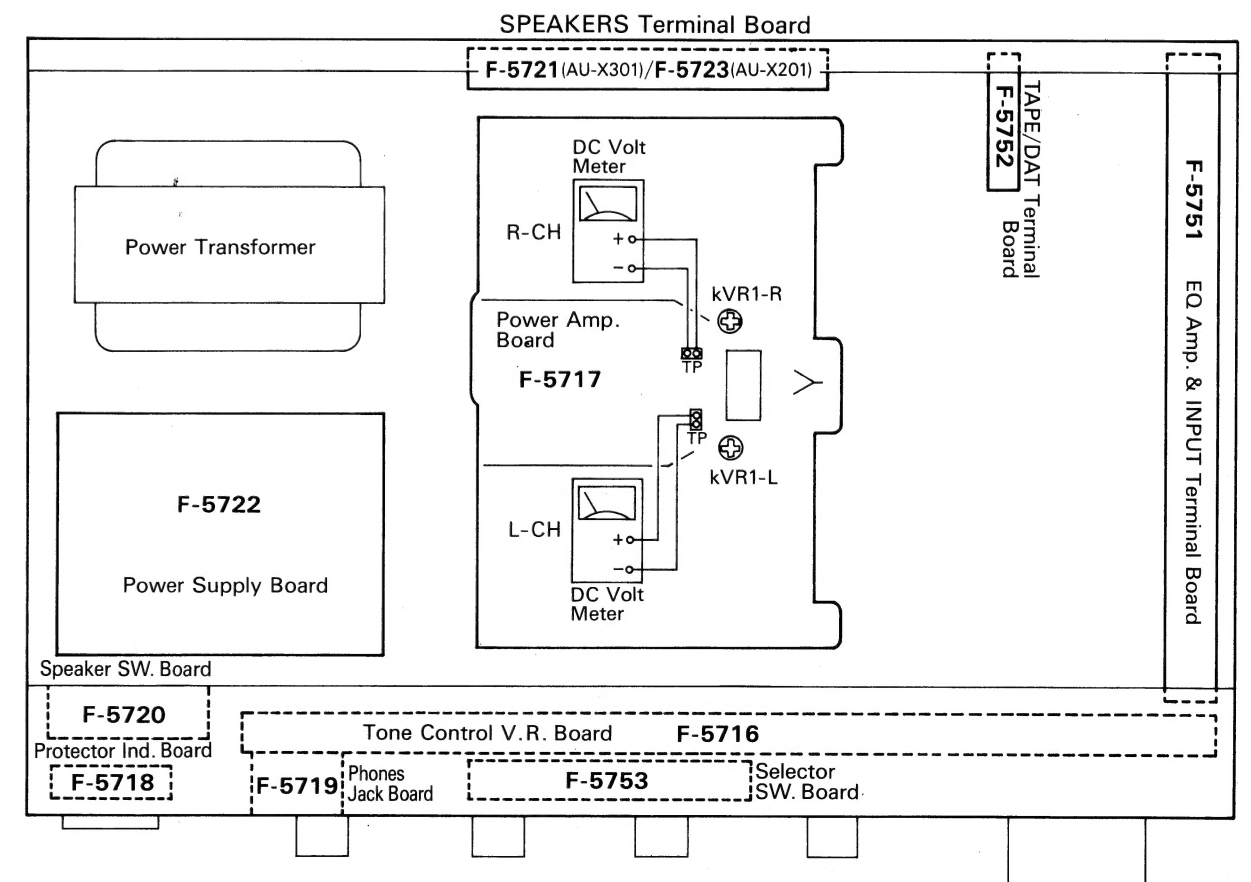 SPEAKERS Terminal Board
F-5721(AU-X301)/F-5723(AU-X201)
F-5752
TAPE/DAT Terminal
Board
F-5751 EQ Amp. & INPUT Terminal Board
Power Transformer
DC Volt
Meter
R-CH
+
−
kVR1-R
Power Amp.
Board
F-5717
TP
TP
kVR1-L
L-CH
+
−
DC Volt
Meter
F-5722
Power Supply Board
Speaker SW. Board
F-5720
Tone Control V.R. Board F-5716
Protector Ind. Board
F-5718
F-5719
Phones
Jack Board
F-5753
Selector
SW. Board